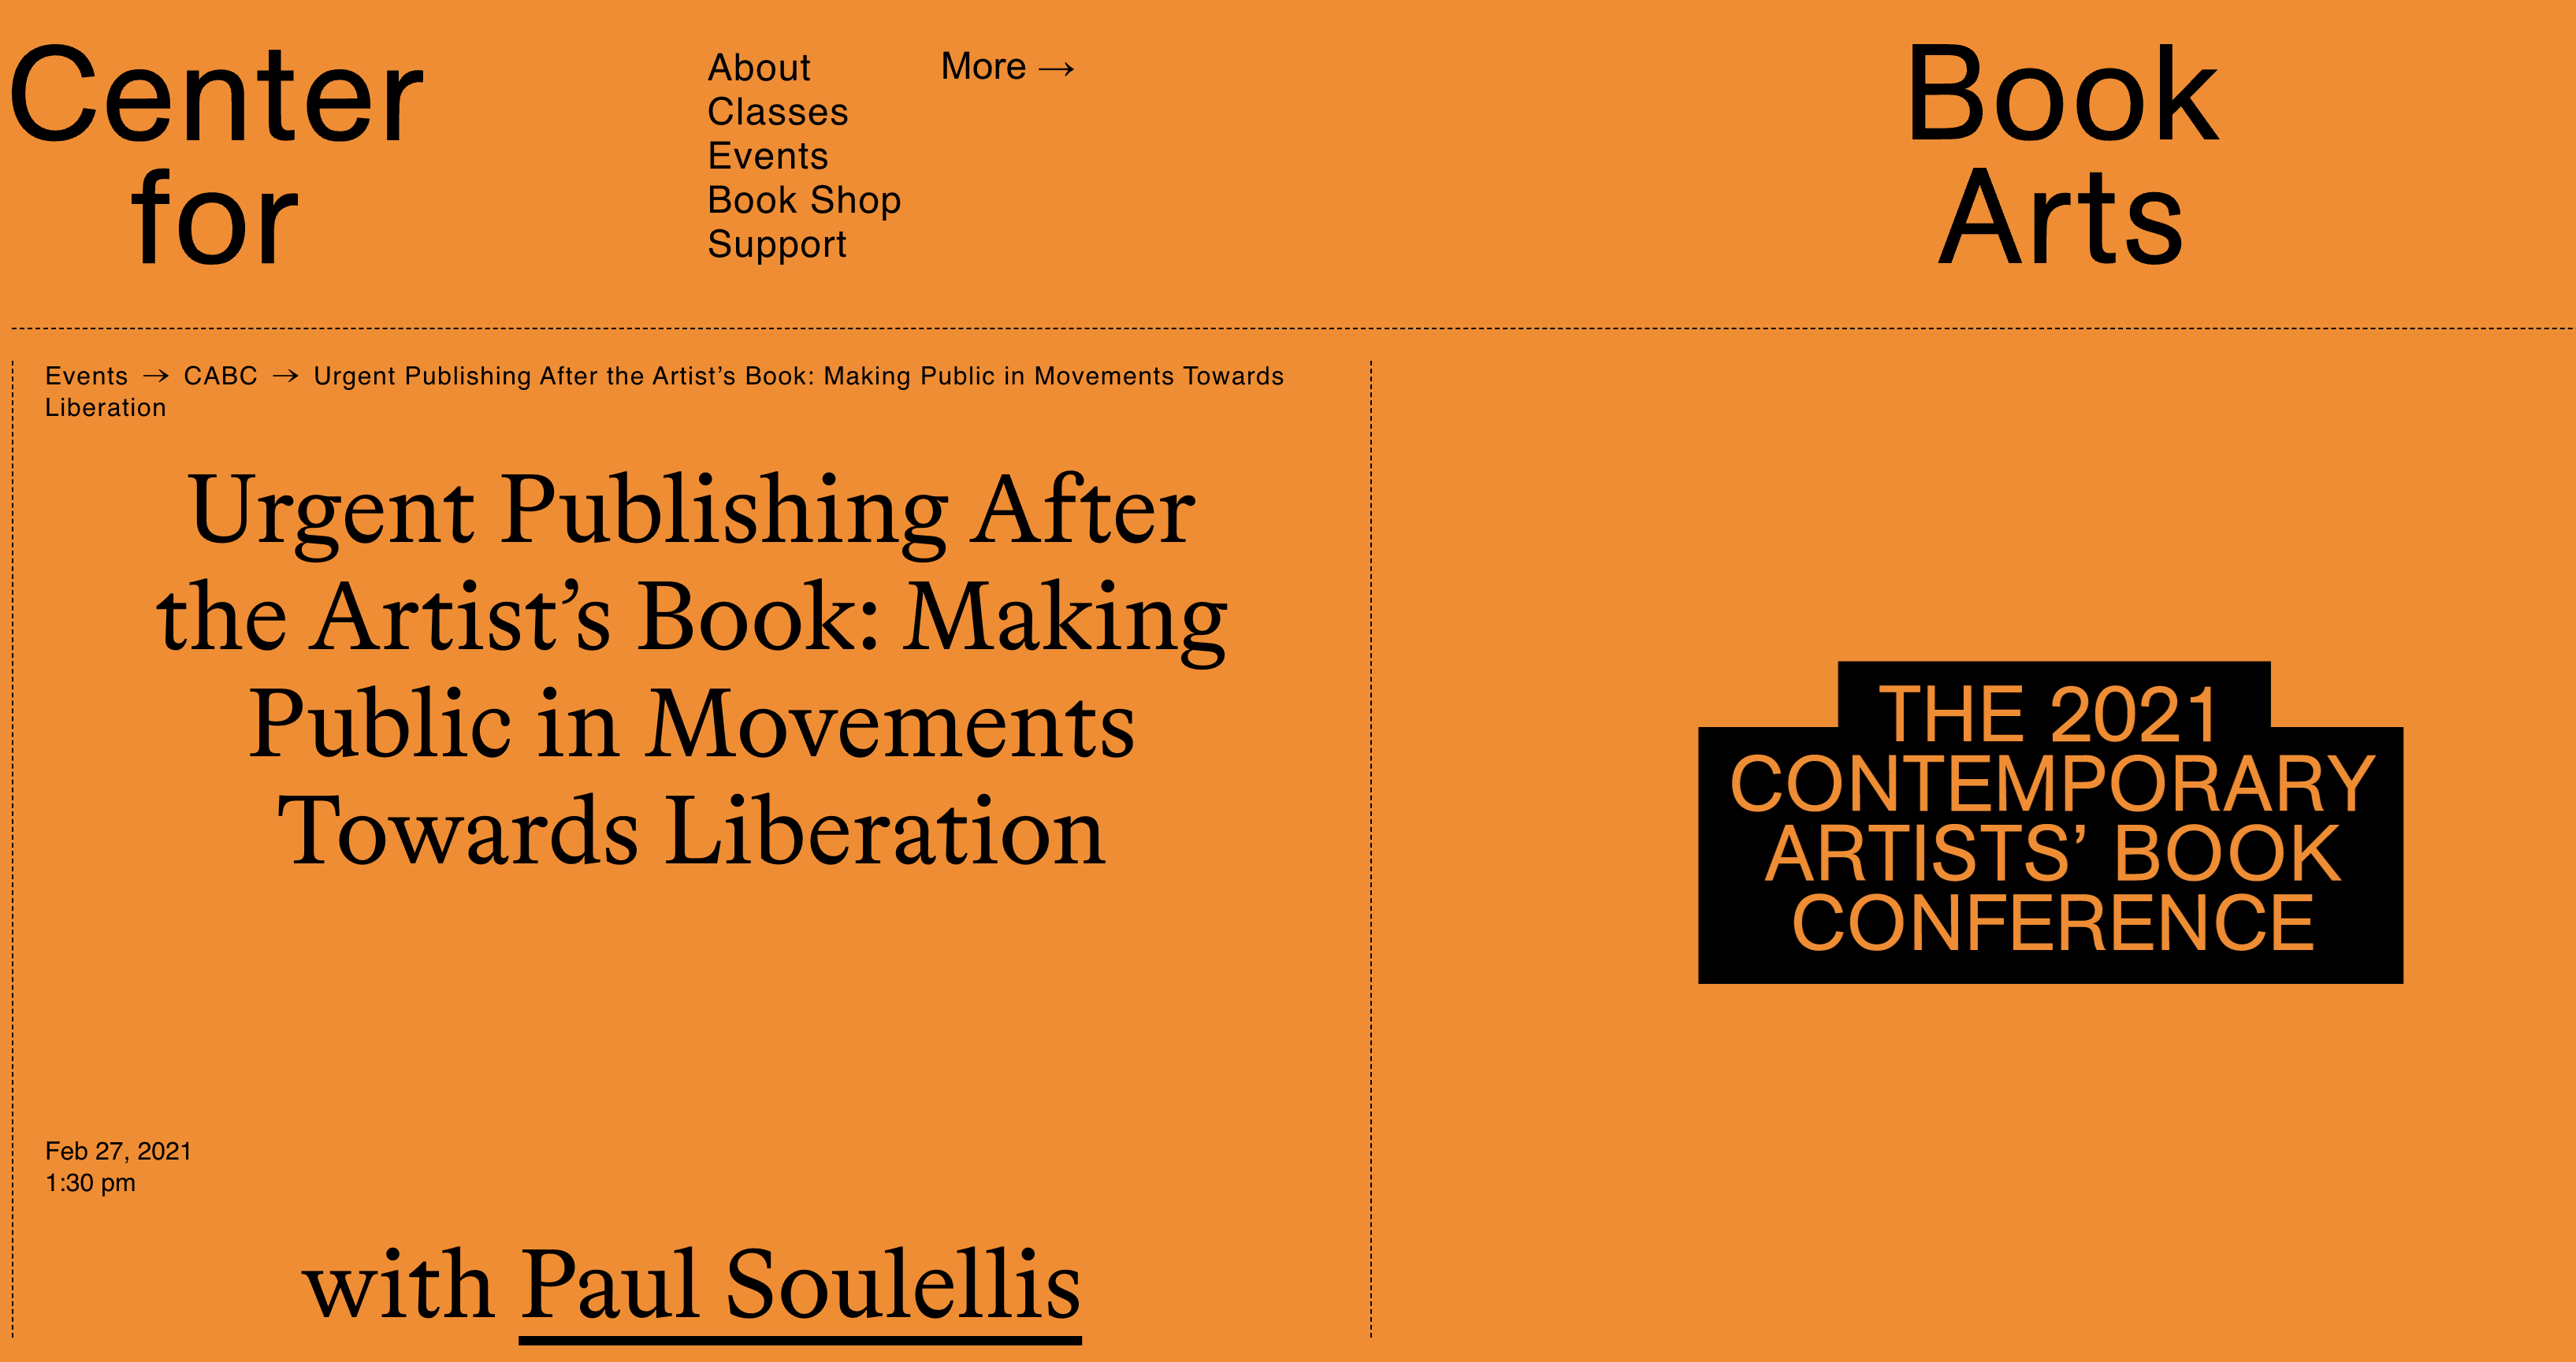 Center
for
About
Classes
Events
Book Shop
Support
More →
Book
Arts
Events → CABC → Urgent Publishing After the Artist’s Book: Making Public in Movements Towards
Liberation
Urgent Publishing After
the Artist’s Book: Making
Public in Movements
Towards Liberation
Feb 27, 2021
1:30 pm
with Paul Soulellis
THE 2021
CONTEMPORARY
ARTISTS’ BOOK
CONFERENCE